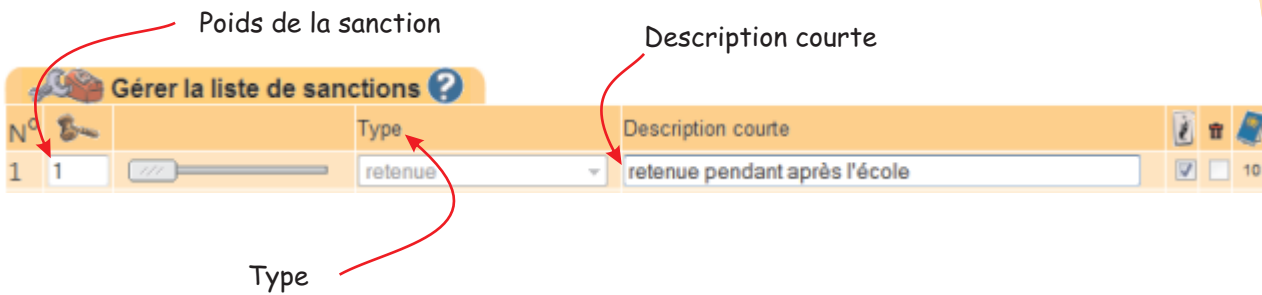 Poids de la sanction
Description courte
Gérer la liste de sanctions ?
N° Type Description courte
1 1 retenue retenue pendant après l'école 10
Type